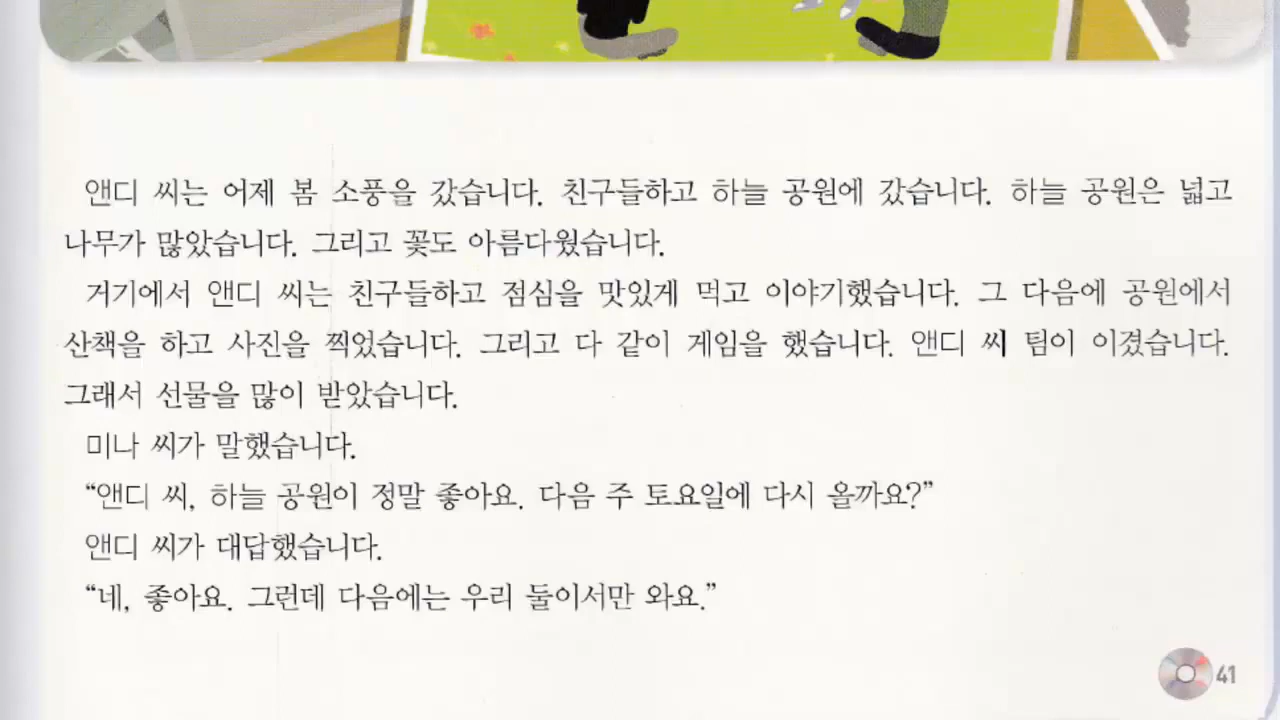 앤디 씨는 어제 봄 소풍을 갔습니다. 친구들하고 하늘 공원에 갔습니다. 하늘 공원은 넓고
나무가 많았습니다. 그리고 꽃도 아름다웠습니다.
거기에서 앤디 씨는 친구들하고 점심을 맛있게 먹고 이야기했습니다. 그 다음에 공원에서
산책을 하고 사진을 찍었습니다. 그리고 다 같이 게임을 했습니다. 앤디 씨 팀이 이겼습니다.
그래서 선물을 많이 받았습니다.
미나 씨가 말했습니다.
“앤디 씨, 하늘 공원이 정말 좋아요. 다음 주 토요일에 다시 올까요?”
앤디 씨가 대답했습니다.
“네, 좋아요. 그런데 다음에는 우리 둘이서만 와요.”
41